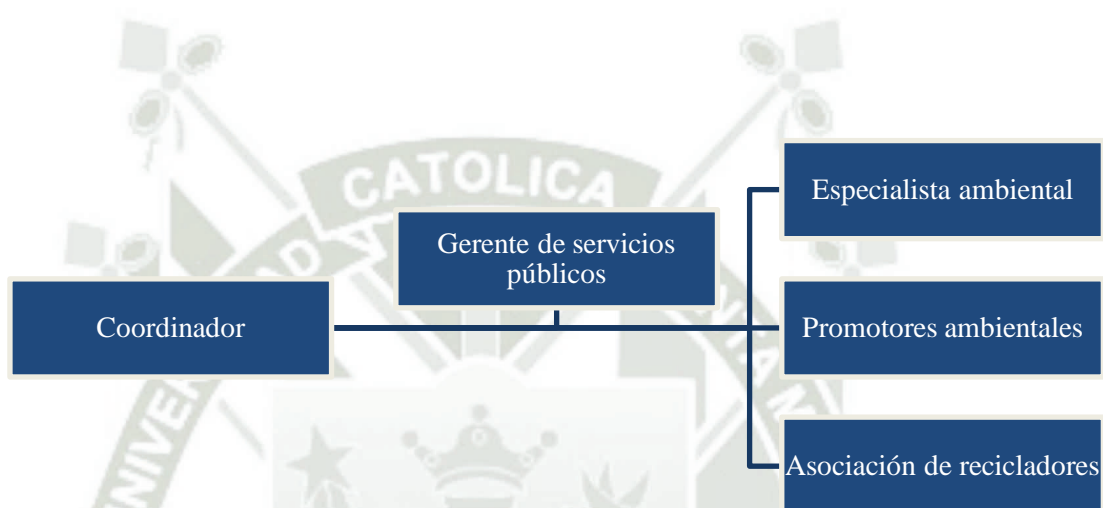 CATOLICA
Especialista ambiental
Gerente de servicios
públicos
Coordinador
Promotores ambientales
Asociación de recicladores